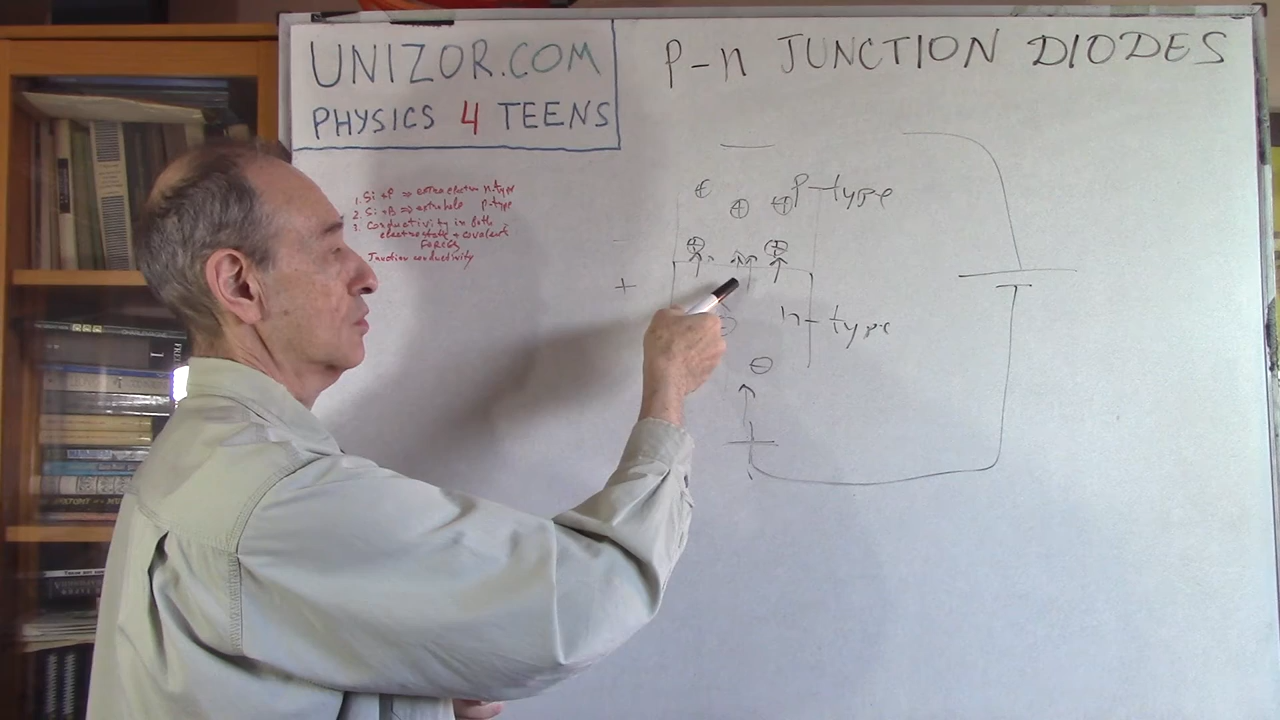 UNIZOR.COM
PHYSICS 4 TEENS
P-n JUNCTION DIODES
1. Si + P ⇒ extra electron n-type
2. Si + B ⇒ extra hole p-type
3. Conductivity in both
electrostatic + covalent
FORCES
Junction conductivity
P-type
n-type